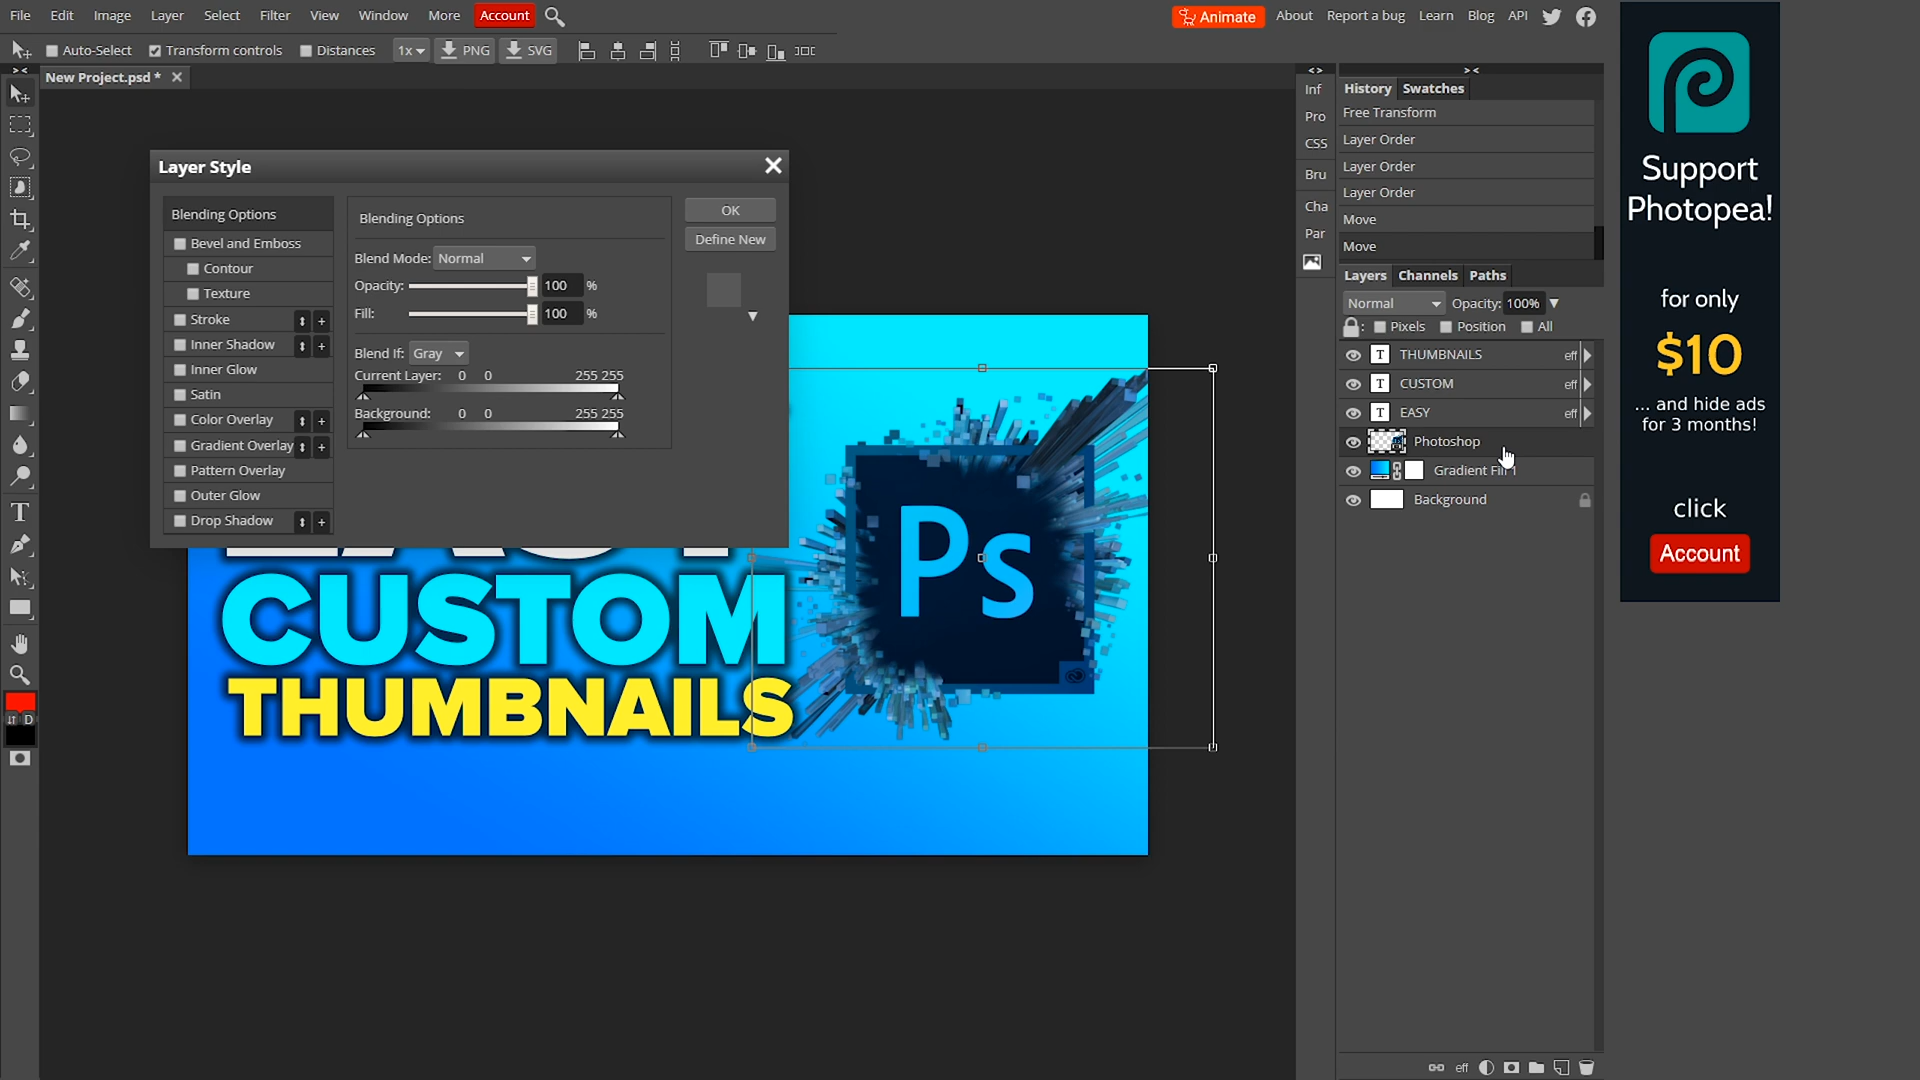 File Edit Image Layer Select Filter View Window More Account
Animate About Report a bug Learn Blog API
Auto-Select Transform controls Distances 1x PNG SVG
New Project.psd *
Layer Style
Blending Options
Bevel and Emboss
Contour
Texture
Stroke
Inner Shadow
Inner Glow
Satin
Color Overlay
Gradient Overlay
Pattern Overlay
Outer Glow
Drop Shadow
Blending Options
Blend Mode: Normal
Opacity: 100 %
Fill: 100 %
Blend If: Gray
Current Layer: 0 0 255 255
Background: 0 0 255 255
OK
Define New
CUSTOM
THUMBNAILS
Ps
Inf
Pro
CSS
Bru
Cha
Par
History Swatches
Free Transform
Layer Order
Layer Order
Layer Order
Move
Move
Layers Channels Paths
Normal Opacity: 100%
Pixels Position All
T THUMBNAILS eff
T CUSTOM eff
T EASY eff
Photoshop
Background
eff
D
Support
Photopea!
for only
$10
... and hide ads
for 3 months!
click
Account